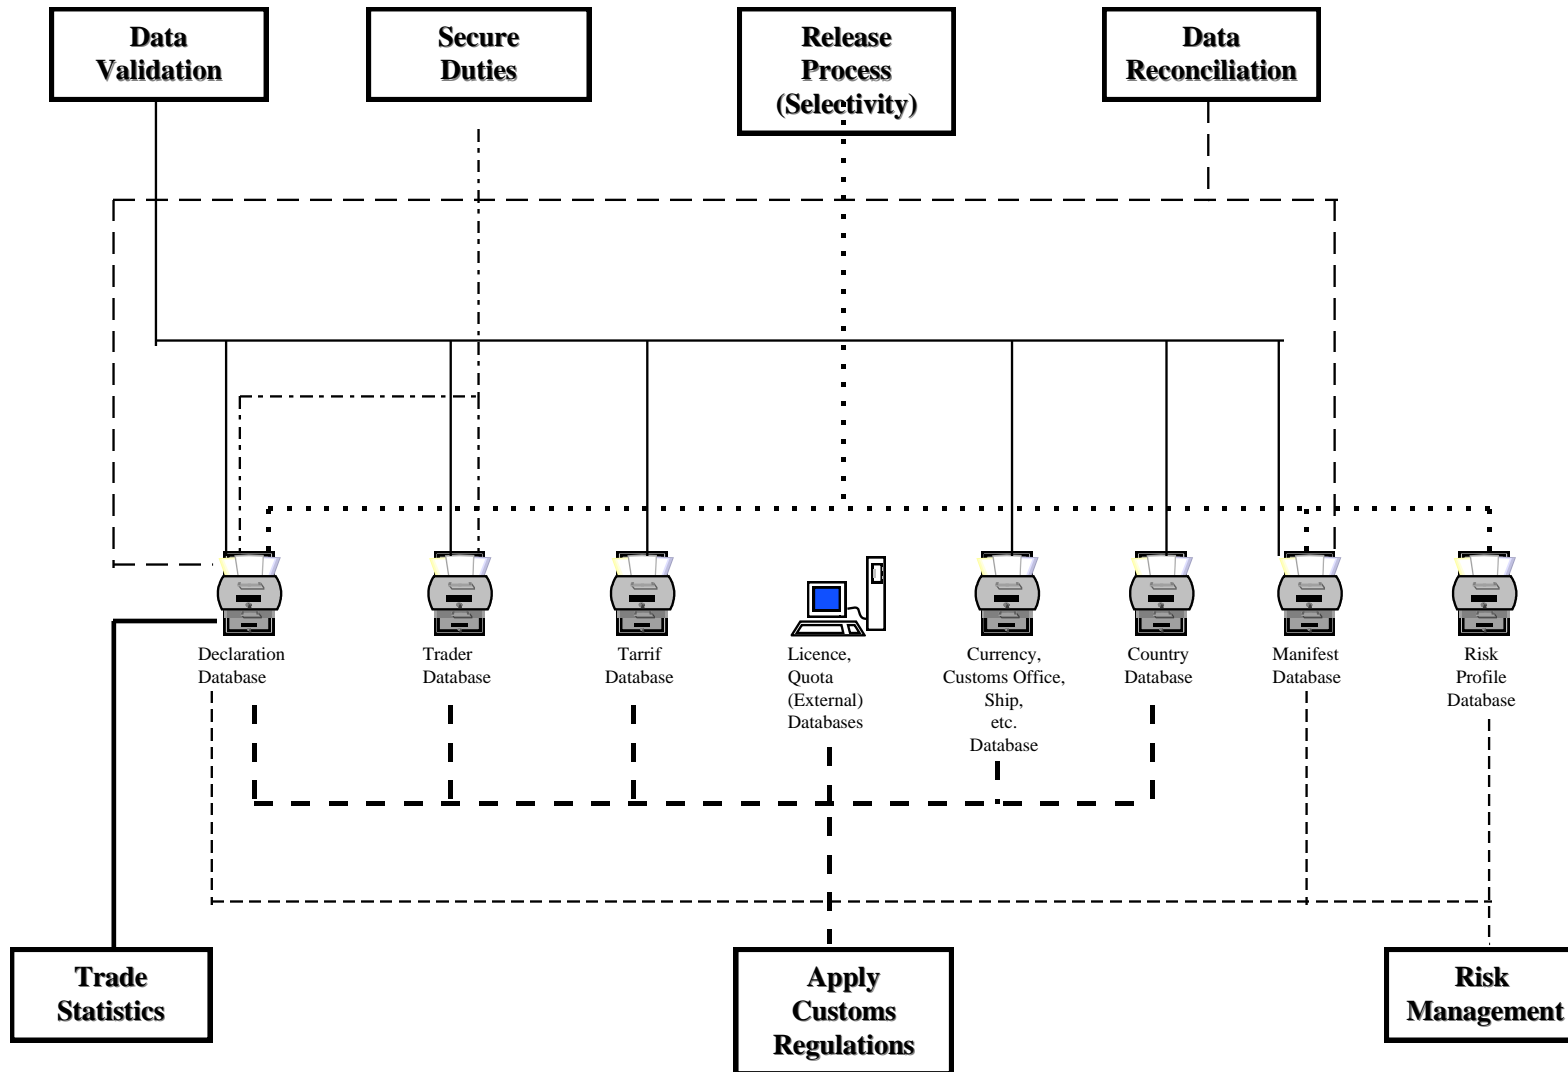 Data
Validation
Secure
Duties
Release
Process
(Selectivity)
Data
Reconciliation
Declaration
Database
Trader
Database
Tarrif
Database
Licence,
Quota
(External)
Databases
Currency,
Customs Office,
Ship,
etc.
Database
Country
Database
Manifest
Database
Risk
Profile
Database
Trade
Statistics
Apply
Customs
Regulations
Risk
Management